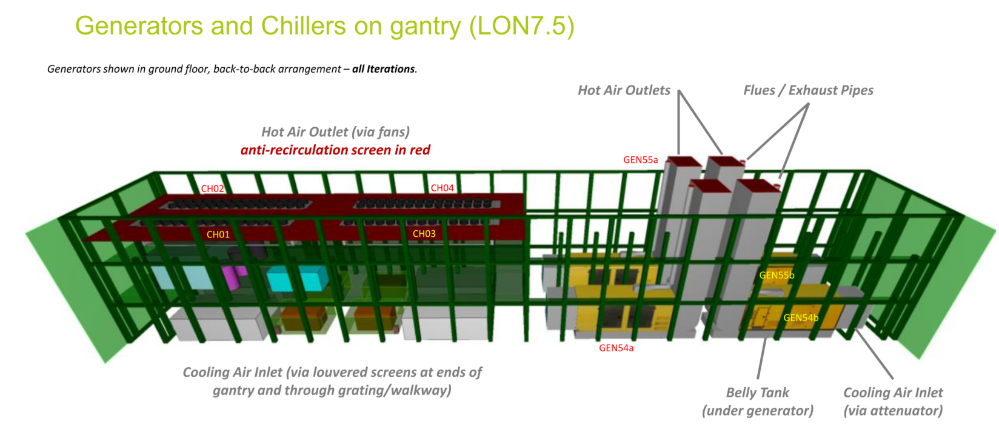 Generators and Chillers on gantry (LON7.5)
Generators shown in ground floor, back-to-back arrangement – all Iterations.
Hot Air Outlets
Flues / Exhaust Pipes
Hot Air Outlet (via fans)
anti-recirculation screen in red
GEN55a
CH02
CH04
CH01
CH03
GEN55b
GEN54b
GEN54a
Cooling Air Inlet (via louvered screens at ends of
gantry and through grating/walkway)
Belly Tank
(under generator)
Cooling Air Inlet
(via attenuator)